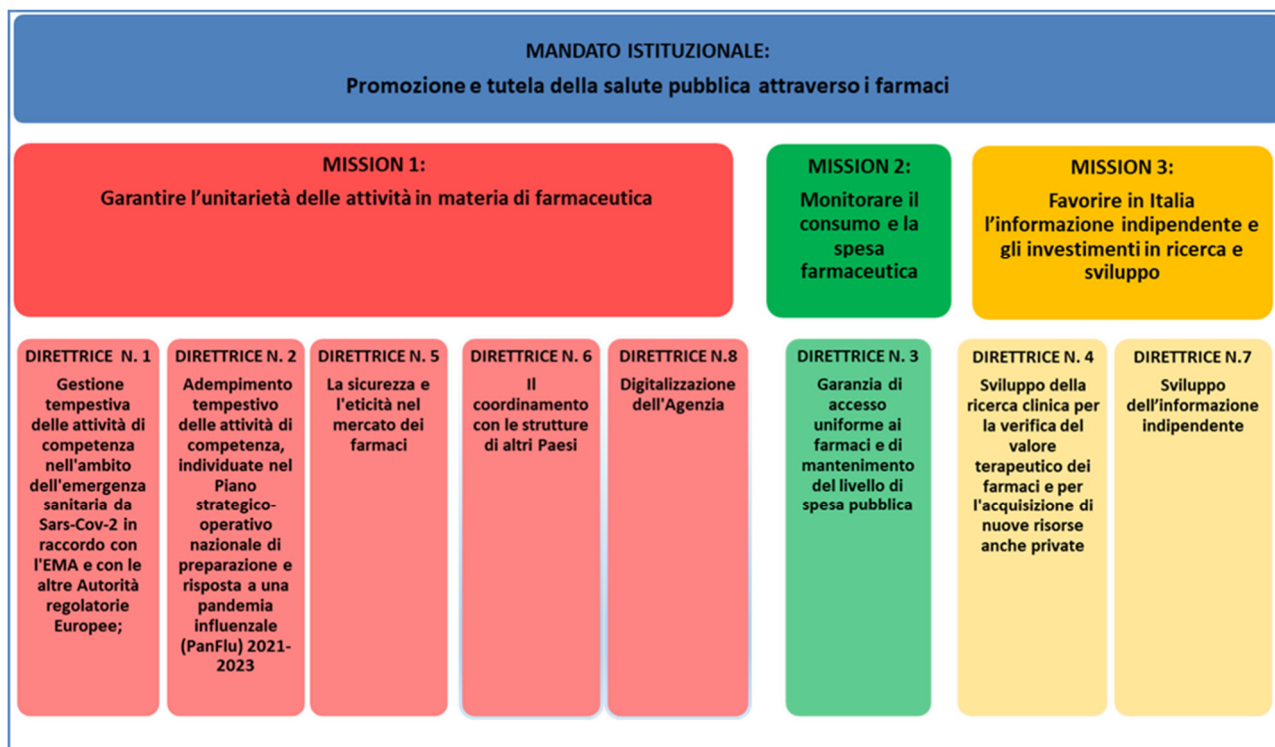 MANDATO ISTITUZIONALE:
Promozione e tutela della salute pubblica attraverso i farmaci
MISSION 1:
Garantire l'unitarietà delle attività in materia di farmaceutica
MISSION 2:
Monitorare il
consumo e la
spesa
farmaceutica
MISSION 3:
Favorire in Italia
l'informazione indipendente e
gli investimenti in ricerca e
sviluppo
DIRETTRICE N. 1
Gestione
tempestiva
delle attività di
competenza
nell'ambito
dell'emergenza
sanitaria da
Sars-Cov-2 in
raccordo con
l'EMA e con le
altre Autorità
regolatorie
Europee;
DIRETTRICE N. 2
Adempimento
tempestivo
delle attività di
competenza,
individuate nel
Piano
strategico-
operativo
nazionale di
preparazione e
risposta a una
pandemia
influenzale
(PanFlu) 2021-
2023
DIRETTRICE N. 5
La sicurezza e
l'eticità nel
mercato dei
farmaci
DIRETTRICE N. 6
Il
coordinamento
con le strutture
di altri Paesi
DIRETTRICE N.8
Digitalizzazione
dell'Agenzia
DIRETTRICE N. 3
Garanzia di
accesso
uniforme ai
farmaci e di
mantenimento
del livello di
spesa pubblica
DIRETTRICE N. 4
Sviluppo della
ricerca clinica per
la verifica del
valore
terapeutico dei
farmaci e per
l'acquisizione di
nuove risorse
anche private
DIRETTRICE N.7
Sviluppo
dell'informazione
indipendente